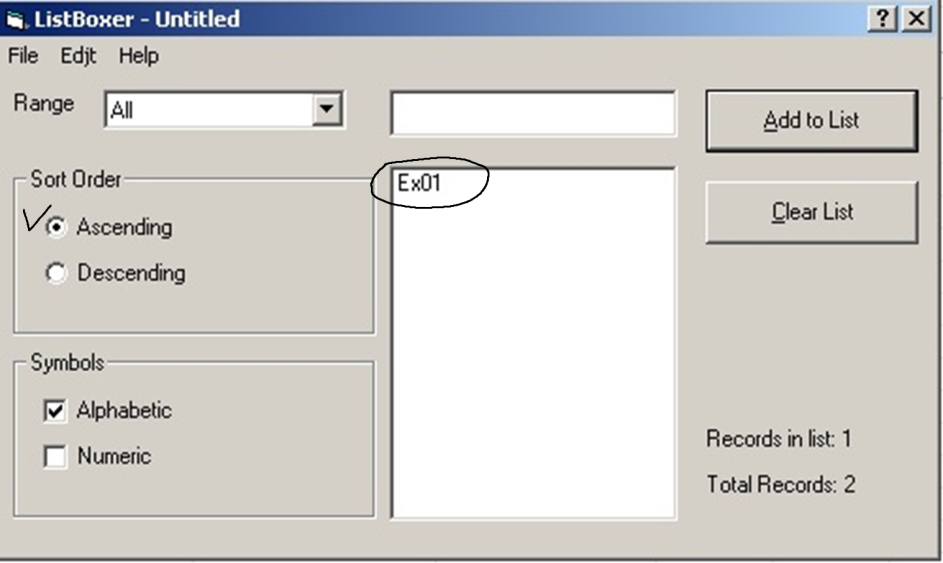 ListBoxer - Untitled
File Edjt Help
Range All
Add to List
Sort Order
Ex01
Ascending
Clear List
Descending
Symbols
Alphabetic
Numeric
Records in list: 1
Total Records: 2